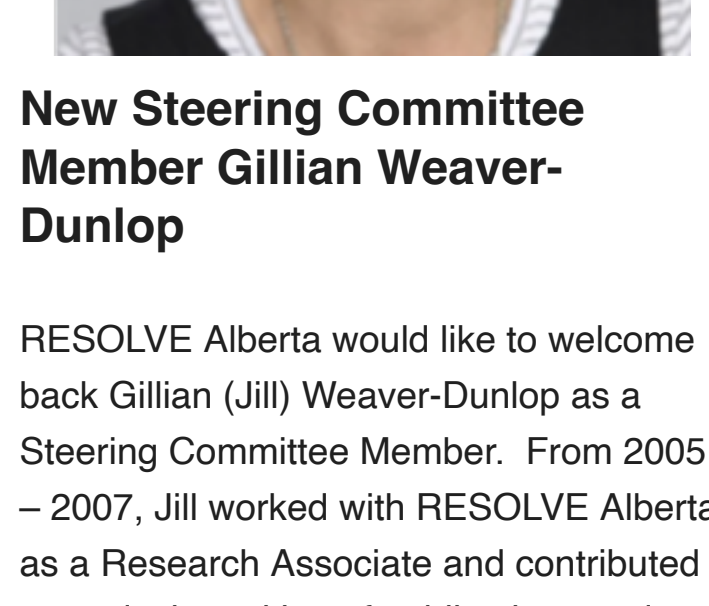 New Steering Committee
Member Gillian Weaver-
Dunlop
RESOLVE Alberta would like to welcome
back Gillian (Jill) Weaver-Dunlop as a
Steering Committee Member.  From 2005
– 2007, Jill worked with RESOLVE Alberta
as a Research Associate and contributed